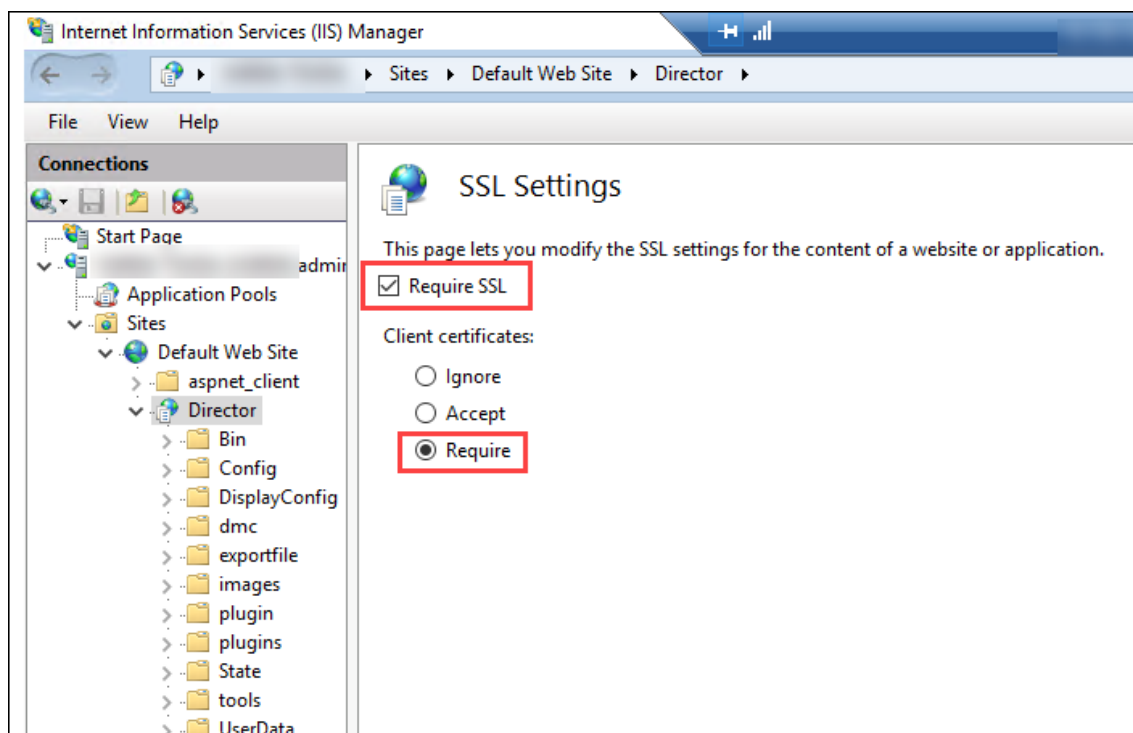 Internet Information Services (IIS) Manager
Sites Default Web Site Director
File View Help
Connections
Start Page
admin
Application Pools
Sites
Default Web Site
aspnet_client
Director
Bin
Config
DisplayConfig
dmc
exportfile
images
plugin
plugins
State
tools
UserData
SSL Settings
This page lets you modify the SSL settings for the content of a website or application.
Require SSL
Client certificates:
Ignore
Accept
Require